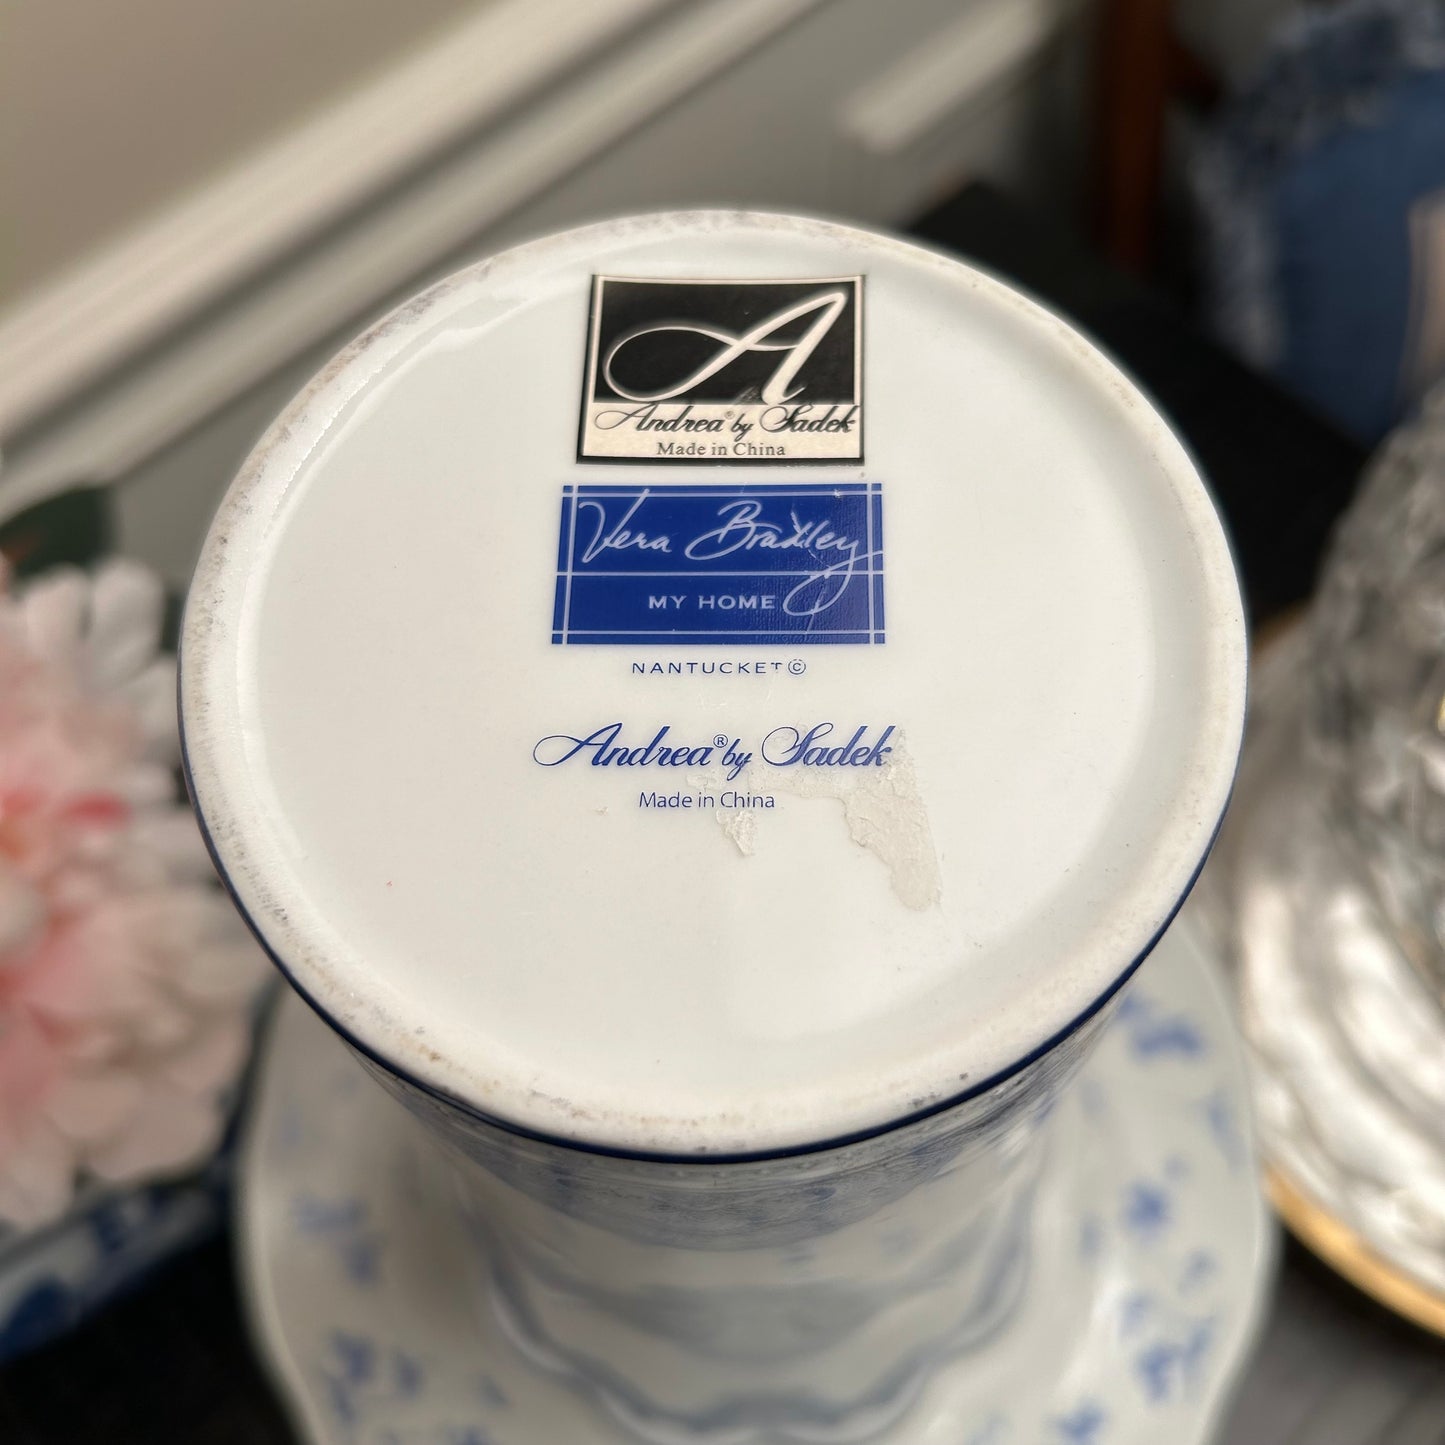 A
Andrea® by Sadek
Made in China
Vera Bradley
MY HOME
NANTUCKET ©
Andrea® by Sadek
Made in China